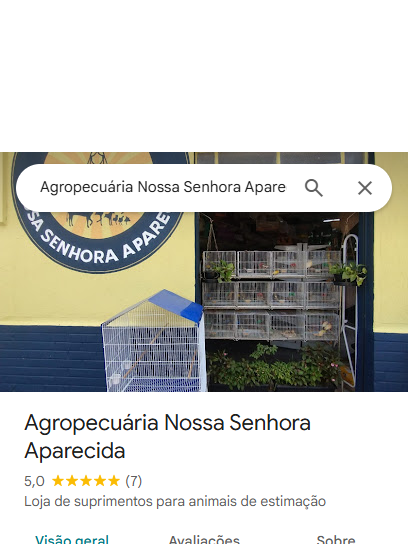 Agropecuária Nossa Senhora Apare
SENHORA APARE
Agropecuária Nossa Senhora
Aparecida
5,0 (7)
Loja de suprimentos para animais de estimação
Visão geral Avaliações Sobre